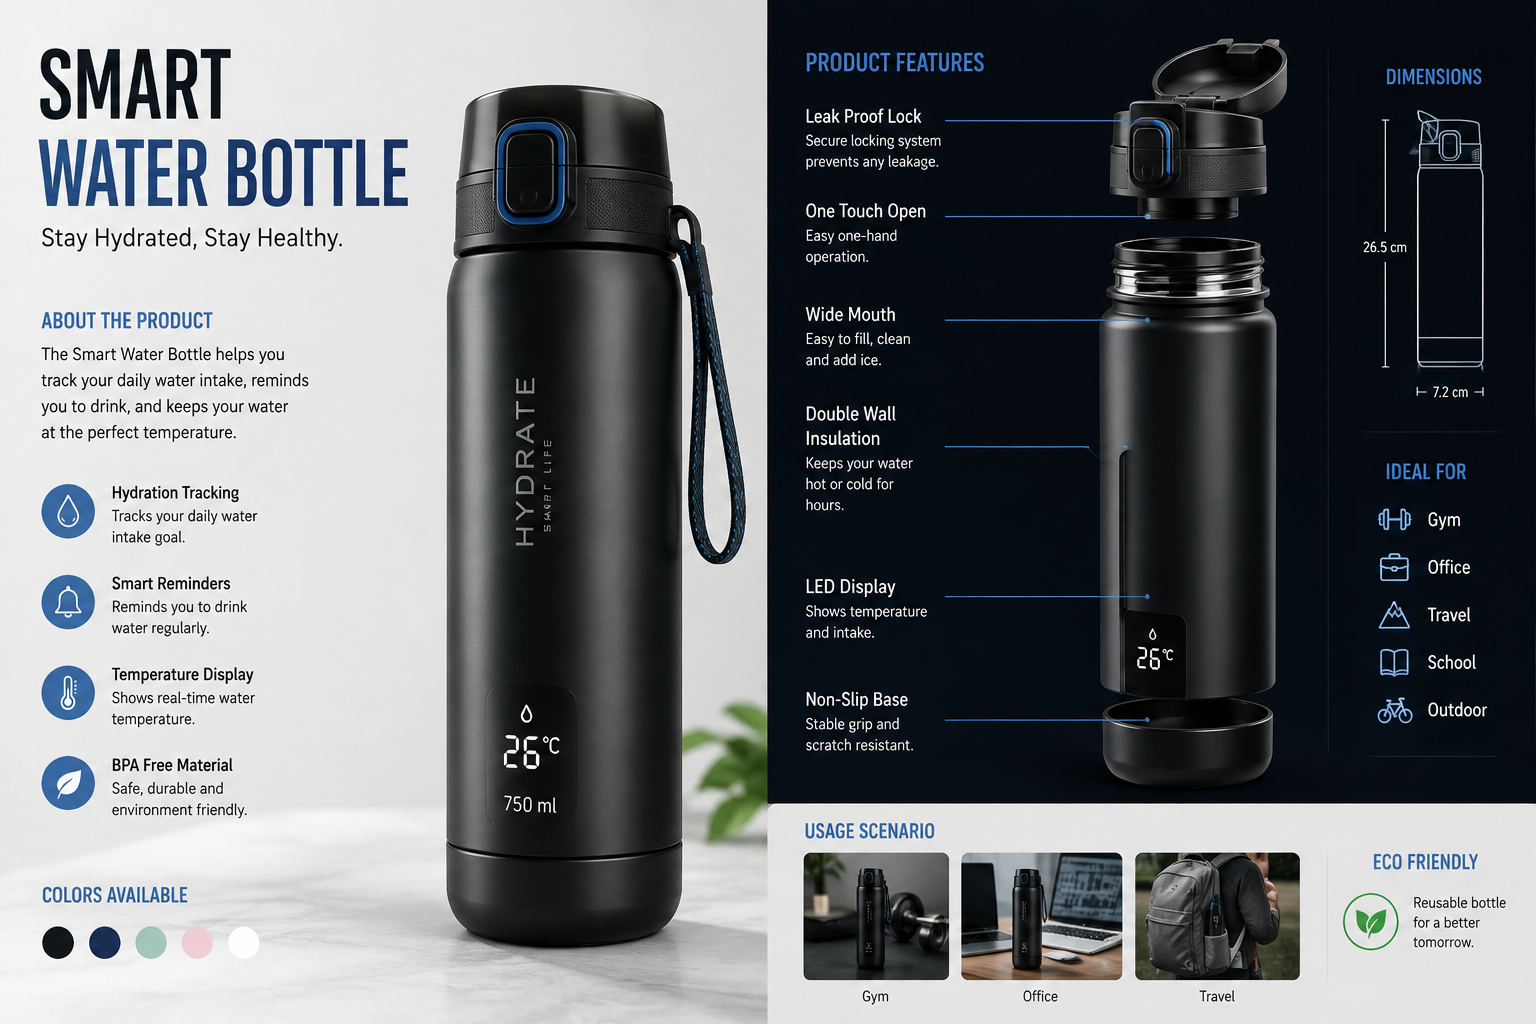 SMART
WATER BOTTLE
Stay Hydrated, Stay Healthy.
ABOUT THE PRODUCT
The Smart Water Bottle helps you
track your daily water intake, reminds
you to drink, and keeps your water
at the perfect temperature.
Hydration Tracking
Tracks your daily water
intake goal.
Smart Reminders
Reminds you to drink
water regularly.
Temperature Display
Shows real-time water
temperature.
BPA Free Material
Safe, durable and
environment friendly.
COLORS AVAILABLE
HYDRATE
LIFE
26°C
750 ml
PRODUCT FEATURES
Leak Proof Lock
Secure locking system
prevents any leakage.
One Touch Open
Easy one-hand
operation.
Wide Mouth
Easy to fill, clean
and add ice.
Double Wall
Insulation
Keeps your water
hot or cold for
hours.
LED Display
Shows temperature
and intake.
Non-Slip Base
Stable grip and
scratch resistant.
26°C
DIMENSIONS
26.5 cm
7.2 cm
IDEAL FOR
Gym
Office
Travel
School
Outdoor
USAGE SCENARIO
Gym
Office
Travel
ECO FRIENDLY
Reusable bottle
for a better
tomorrow.